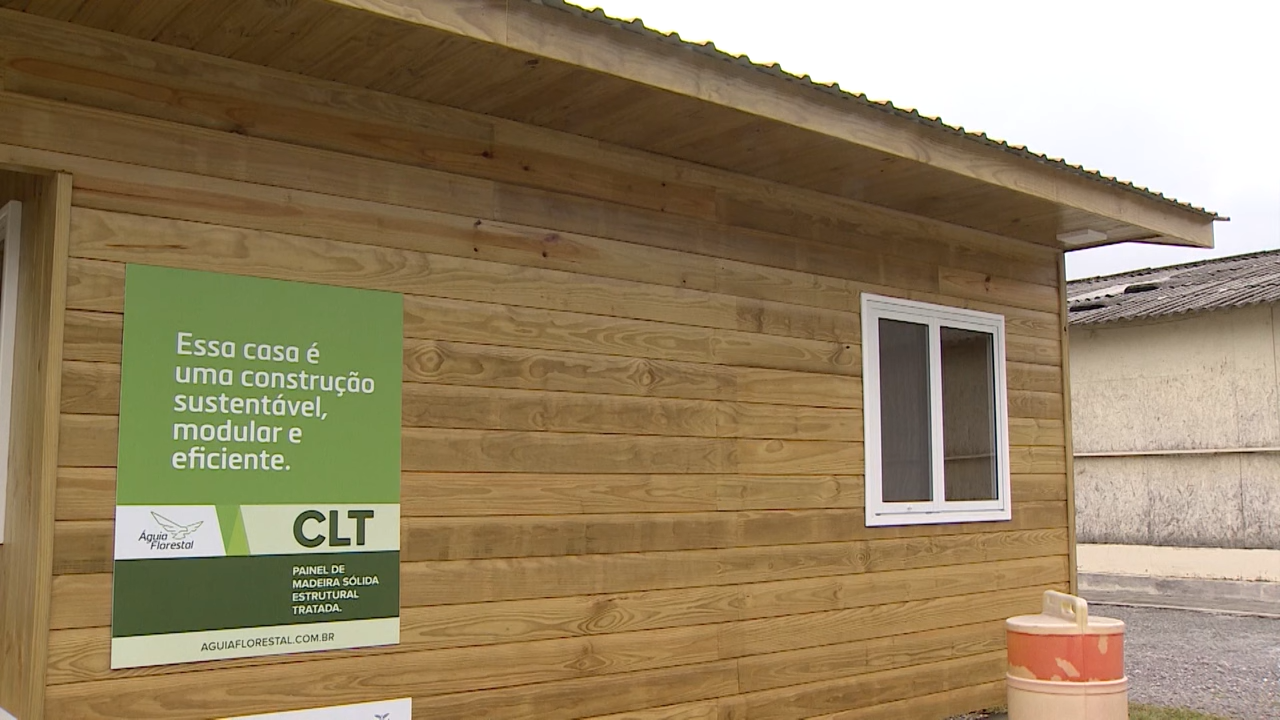 Essa casa é
uma construção
sustentável,
modular e
eficiente.
Águia
Florestal
CLT
PAINEL DE
MADEIRA SÓLIDA
ESTRUTURAL
TRATADA.
AGUIAFLORESTAL.COM.BR